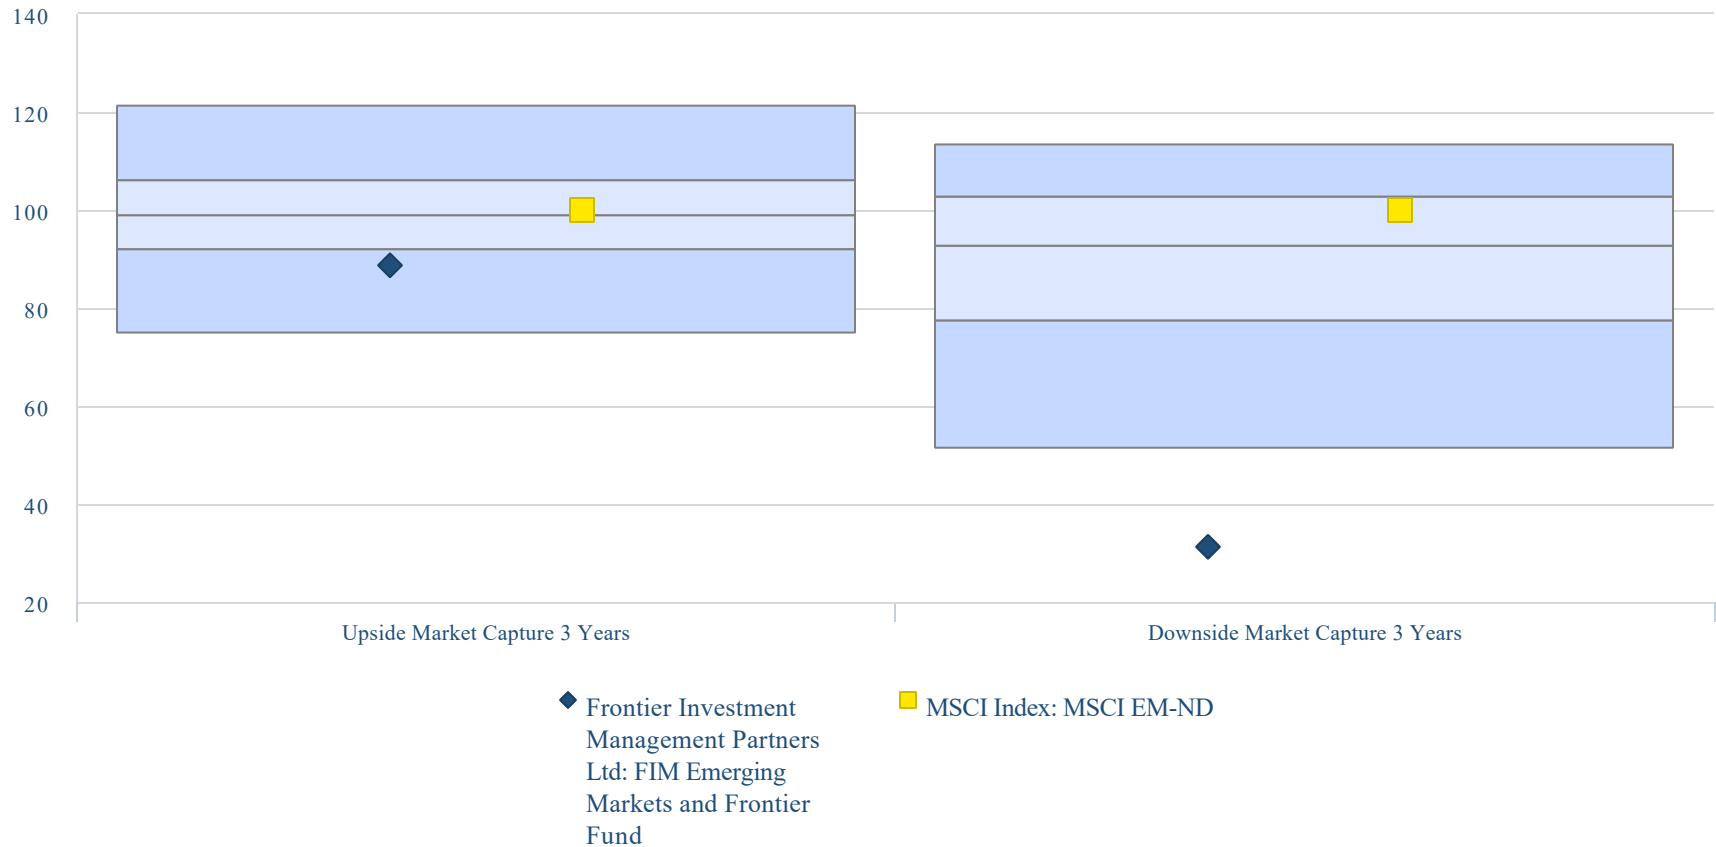 140
120
100
80
60
40
20
Upside Market Capture 3 Years
Downside Market Capture 3 Years
Frontier Investment
Management Partners
Ltd: FIM Emerging
Markets and Frontier
Fund
MSCI Index: MSCI EM-ND